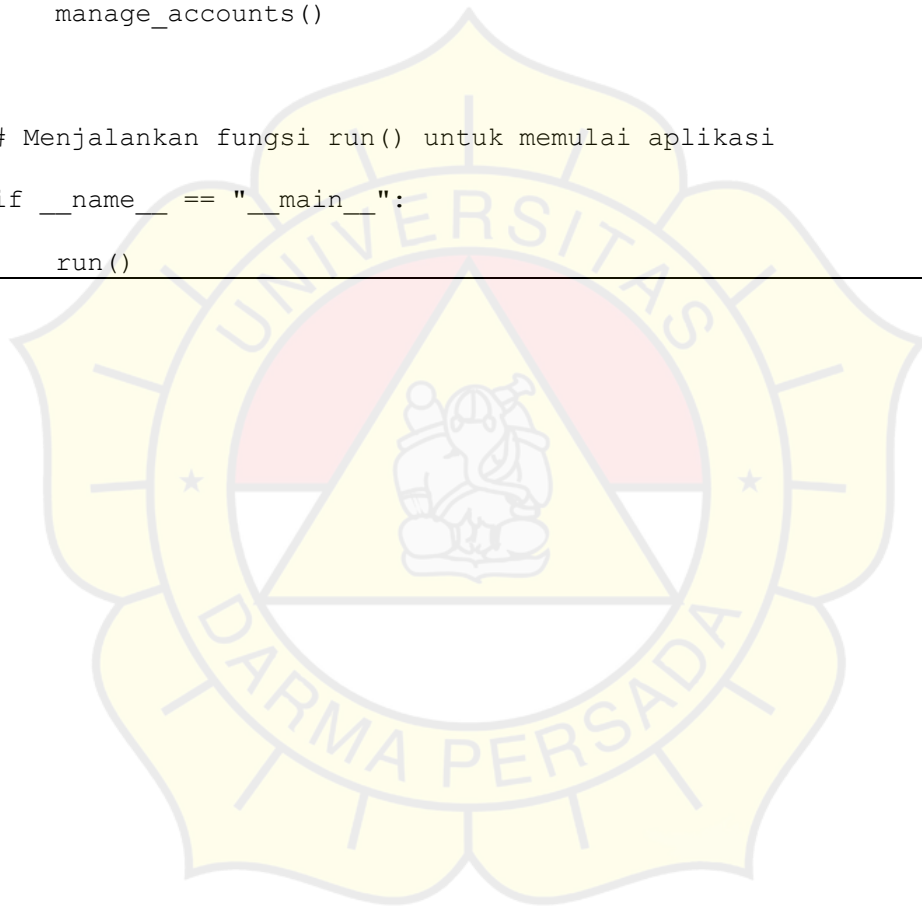 manage_accounts()
# Menjalankan fungsi run() untuk memulai aplikasi
if __name__ == "__main__":
run()
UNIVERSITAS
DARMA PERSADA